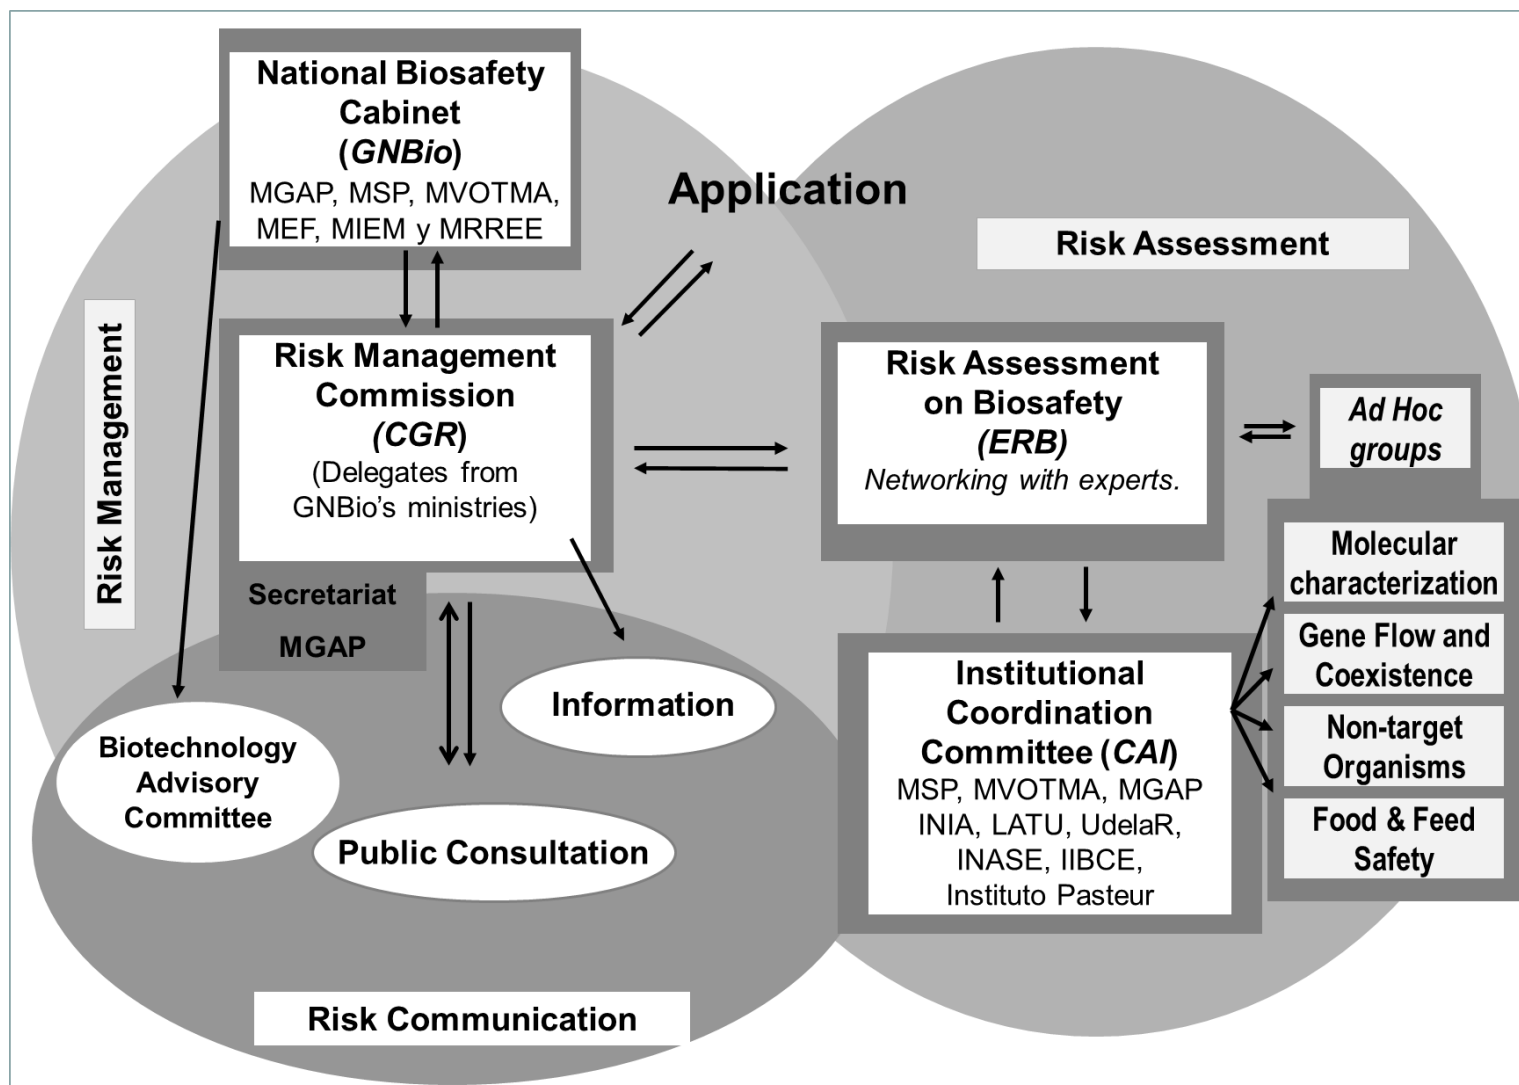 National Biosafety
Cabinet
(GNBio)
MGAP, MSP, MVOTMA,
MEF, MIEM y MRREE
Application
Risk Assessment
Risk Management
Risk Management
Commission
(CGR)
(Delegates from
GNBio's ministries)
Secretariat
MGAP
Risk Assessment
on Biosafety
(ERB)
Networking with experts.
Ad Hoc
groups
Molecular
characterization
Gene Flow and
Coexistence
Non-target
Organisms
Food & Feed
Safety
Institutional
Coordination
Committee (CAI)
MSP, MVOTMA, MGAP
INIA, LATU, UdelaR,
INASE, IIBCE,
Instituto Pasteur
Information
Biotechnology
Advisory
Committee
Public Consultation
Risk Communication